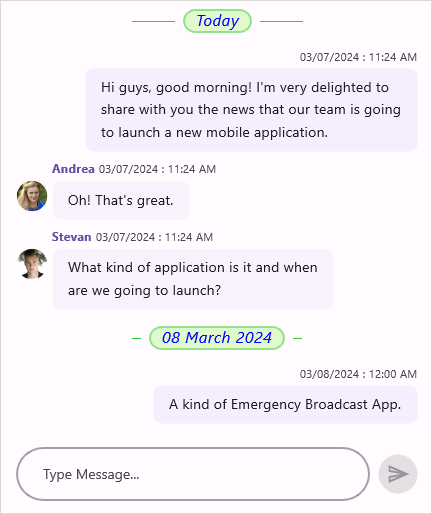 Today
03/07/2024 : 11:24 AM
Hi guys, good morning! I'm very delighted to
share with you the news that our team is going
to launch a new mobile application.
Andrea 03/07/2024 : 11:24 AM
Oh! That's great.
Stevan 03/07/2024 : 11:24 AM
What kind of application is it and when
are we going to launch?
08 March 2024
03/08/2024 : 12:00 AM
A kind of Emergency Broadcast App.
Type Message...